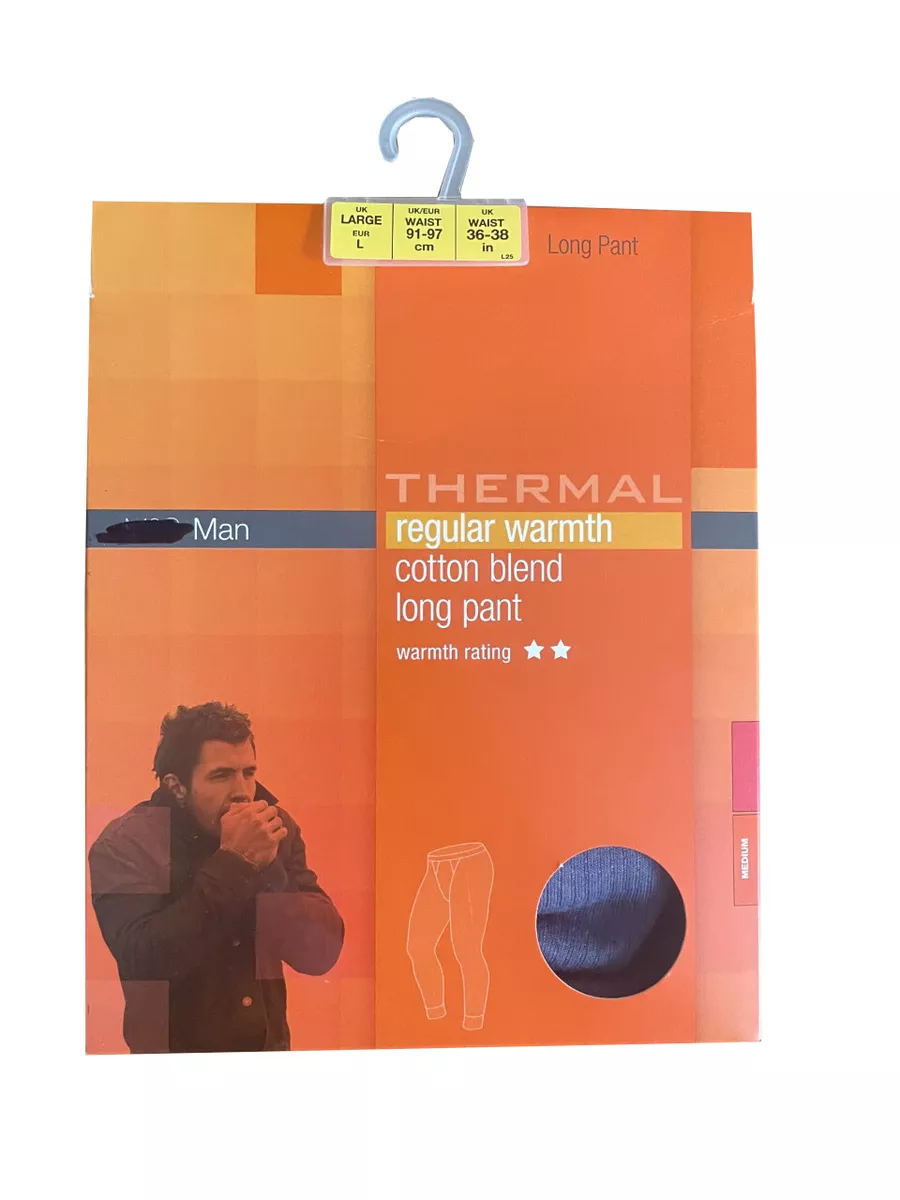 UK
LARGE
EUR
L
UK/EUR
WAIST
91-97
cm
UK
WAIST
36-38
in
L25
Long Pant
THERMAL
Man
regular warmth
cotton blend
long pant
warmth rating
MEDIUM